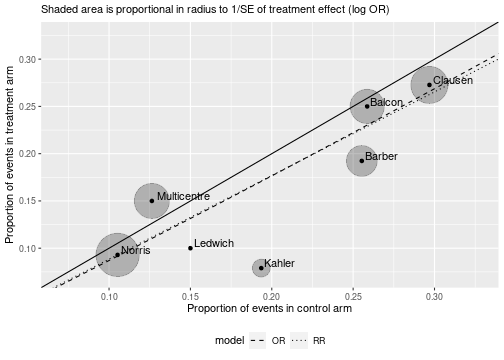 Shaded area is proportional in radius to 1/SE of treatment effect (log OR)
Proportion of events in treatment arm
0.30
0.25
0.20
0.15
0.10
Clausen
Balcon
Barber
Multicentre
Ledwich
Norris
Kahler
0.10 0.15 0.20 0.25 0.30
Proportion of events in control arm
model OR RR